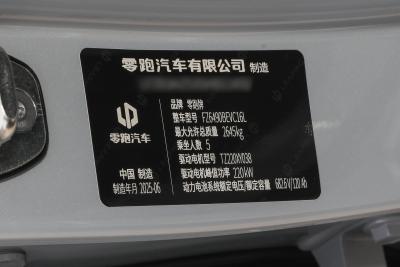 零跑汽车有限公司 制造
品牌 零跑牌
整车型号 FZ6490BEVC16L
最大允许总质量 2645kg
乘坐人数 5
零跑汽车
驱动电机型号 TZ220XY038
驱动电机峰值功率 220kW
中国 制造
制造年月 2025-06
动力电池系统额定电压/额定容量 682.5V/120Ah